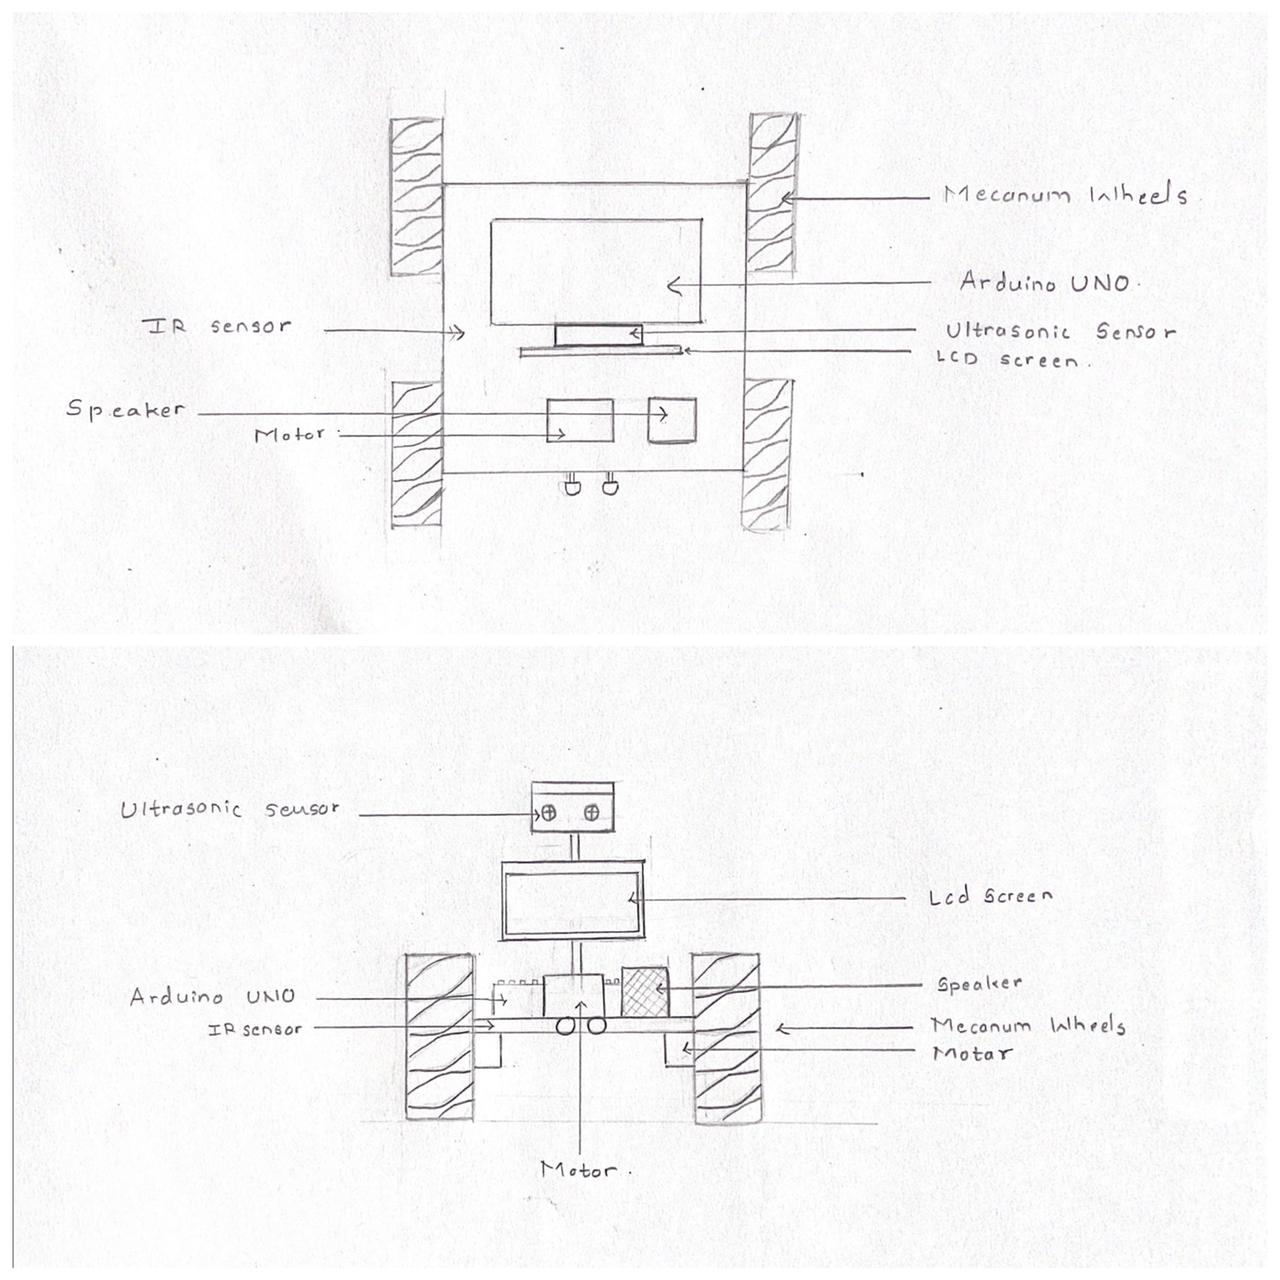 Mecanum Wheels
Arduino UNO.
IR sensor
Ultrasonic Sensor
LCD screen.
Speaker
Motor
Ultrasonic sensor
Lcd Screen
Speaker
Arduino UNO
IR sensor
Mecanum Wheels
Motar
Motor.